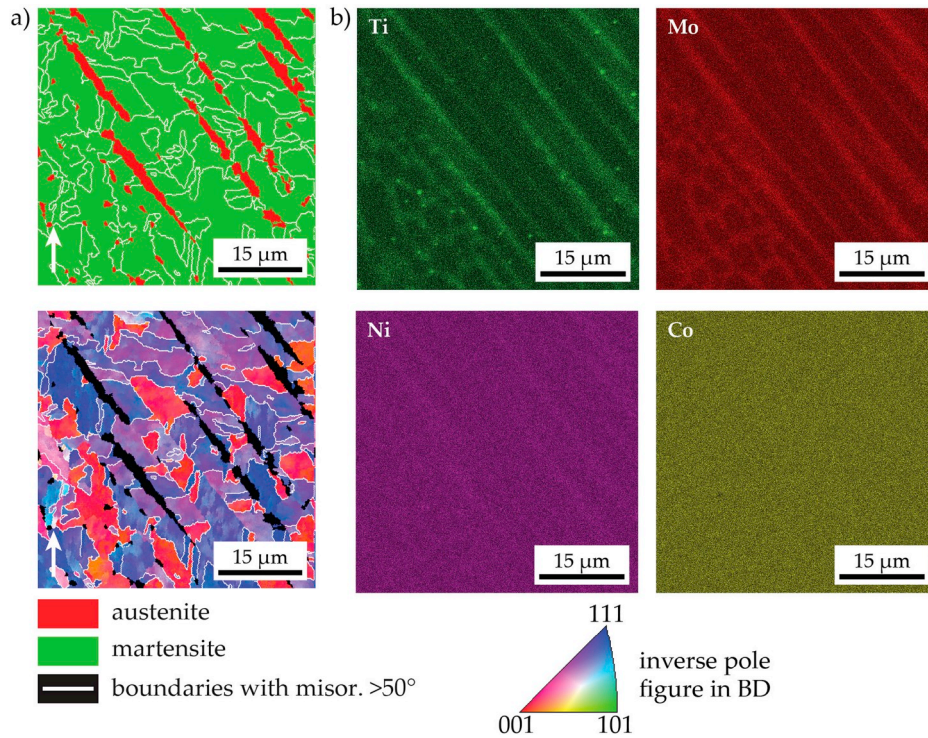 a)
b)
Ti
Mo
15 µm
15 µm
15 µm
Ni
Co
15 µm
15 µm
15 µm
austenite
martensite
boundaries with misor. >50°
111
001
101
inverse pole
figure in BD